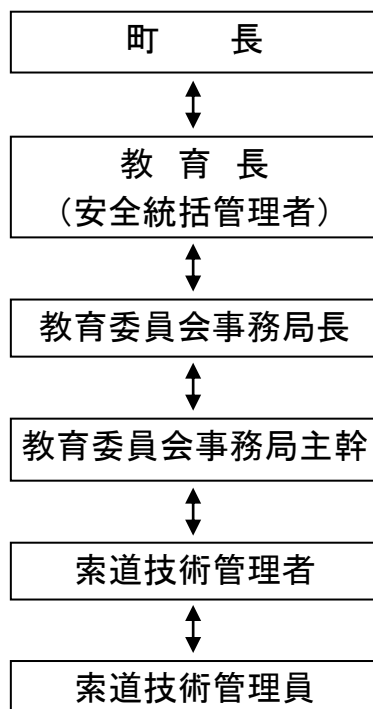 町　　長
教 育 長
（安全統括管理者）
教育委員会事務局長
教育委員会事務局主幹
索道技術管理者
索道技術管理員